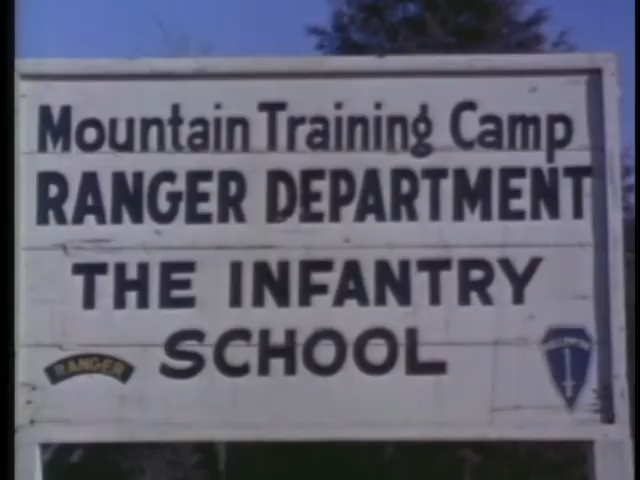 Mountain Training Camp
RANGER DEPARTMENT
THE INFANTRY
SCHOOL
RANGER